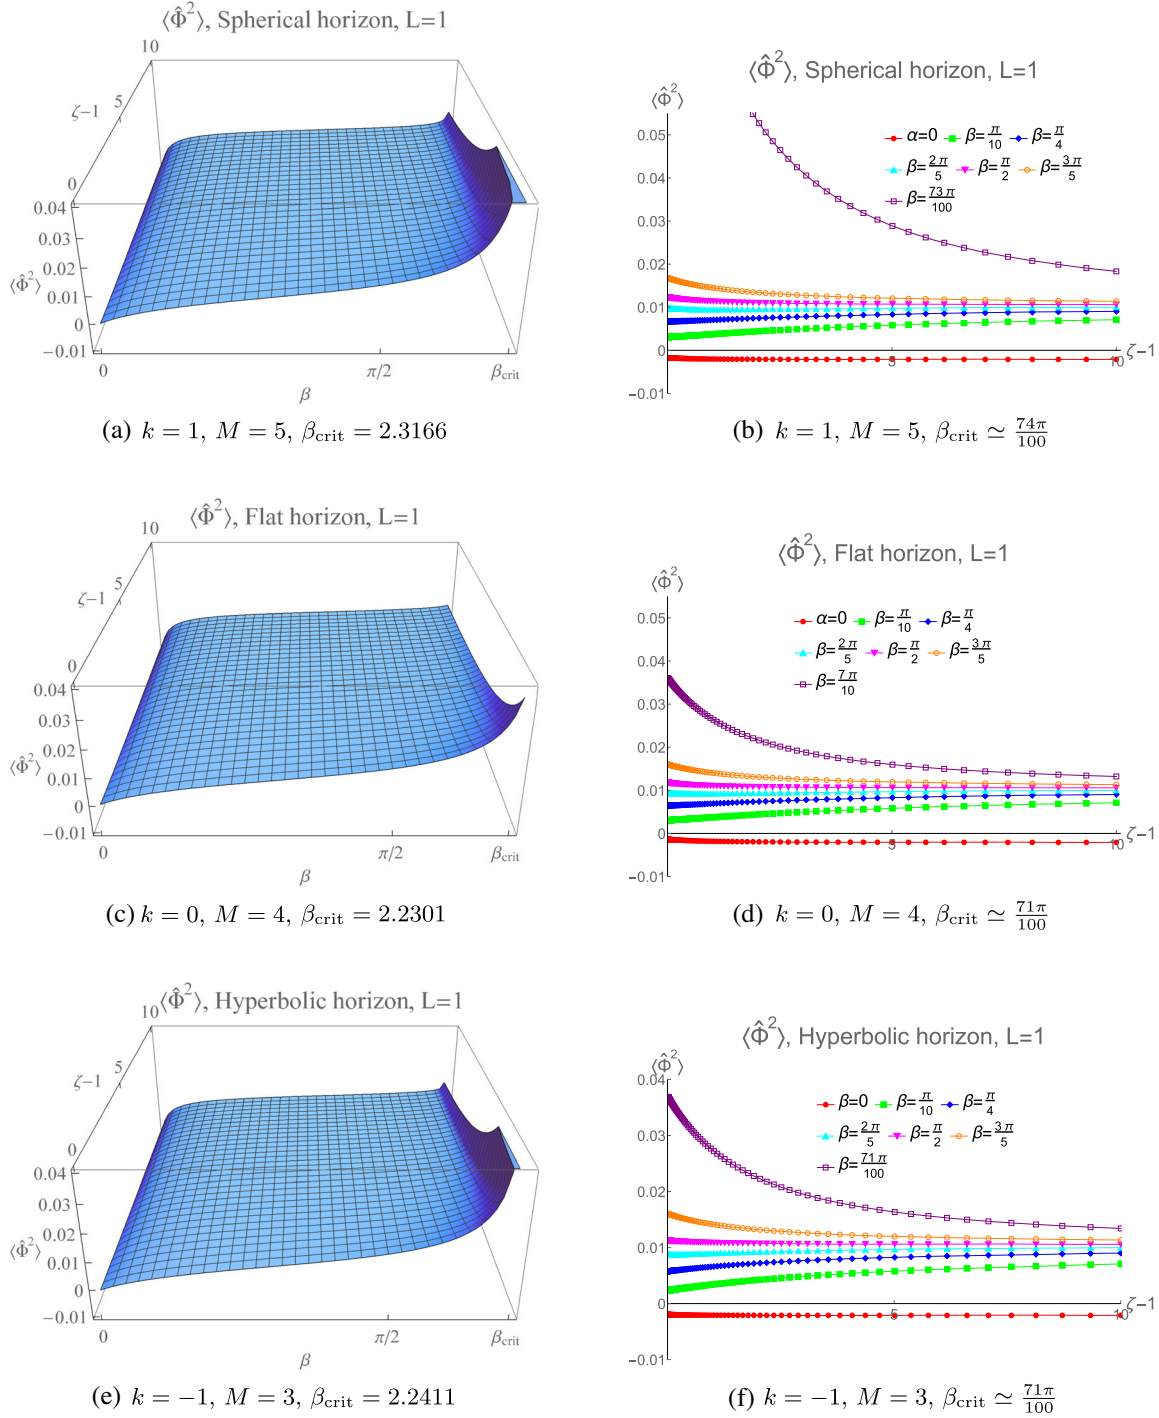 ⟨Φ̂²⟩, Spherical horizon, L=1
10
5
ζ−1
0
0.04
0.03
0.02
⟨Φ̂²⟩
0.01
0
−0.01
0 π/2 β_crit
β
(a) k = 1, M = 5, β_crit = 2.3166
⟨Φ̂²⟩, Spherical horizon, L=1
⟨Φ̂²⟩
0.05
0.04
0.03
0.02
0.01
0
−0.01
5 10 ζ−1
α=0 β=π/10 β=π/4
β=2π/5 β=π/2 β=3π/5
β=73π/100
(b) k = 1, M = 5, β_crit ≃ 74π/100
⟨Φ̂²⟩, Flat horizon, L=1
10
5
ζ−1
0
0.04
0.03
0.02
⟨Φ̂²⟩
0.01
0
−0.01
0 π/2 β_crit
β
(c) k = 0, M = 4, β_crit = 2.2301
⟨Φ̂²⟩, Flat horizon, L=1
⟨Φ̂²⟩
0.05
0.04
0.03
0.02
0.01
0
−0.01
5 10 ζ−1
α=0 β=π/10 β=π/4
β=2π/5 β=π/2 β=3π/5
β=7π/10
(d) k = 0, M = 4, β_crit ≃ 71π/100
⟨Φ̂²⟩, Hyperbolic horizon, L=1
10
5
ζ−1
0
0.04
0.03
0.02
⟨Φ̂²⟩
0.01
0
−0.01
0 π/2 β_crit
β
(e) k = −1, M = 3, β_crit = 2.2411
⟨Φ̂²⟩, Hyperbolic horizon, L=1
⟨Φ̂²⟩
0.04
0.03
0.02
0.01
0
−0.01
5 10 ζ−1
β=0 β=π/10 β=π/4
β=2π/5 β=π/2 β=3π/5
β=71π/100
(f) k = −1, M = 3, β_crit ≃ 71π/100